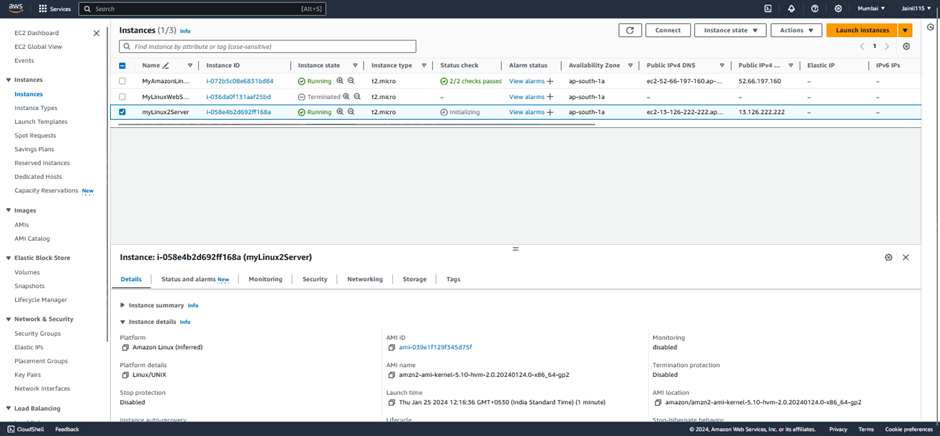 aws Services Search [Alt+S] Mumbai Jainil115
EC2 Dashboard
EC2 Global View
Events
Instances
Instances
Instance Types
Launch Templates
Spot Requests
Savings Plans
Reserved Instances
Dedicated Hosts
Capacity Reservations New
Images
AMIs
AMI Catalog
Elastic Block Store
Volumes
Snapshots
Lifecycle Manager
Network & Security
Security Groups
Elastic IPs
Placement Groups
Key Pairs
Network Interfaces
Load Balancing
Instances (1/3) Info Connect Instance state Actions Launch instances
Find Instance by attribute or tag (case-sensitive) 1
Name Instance ID Instance state Instance type Status check Alarm status Availability Zone Public IPv4 DNS Public IPv4 ... Elastic IP IPv6 IPs
MyAmazonLin... i-072b5c08e6831bd84 Running t2.micro 2/2 checks passed View alarms + ap-south-1a ec2-52-66-197-160.ap-... 52.66.197.160 – –
MyLinuxWebS... i-036da0f131aaf25bd Terminated t2.micro – View alarms + ap-south-1a – – – –
myLinux2Server i-058e4b2d692ff168a Running t2.micro Initializing View alarms + ap-south-1a ec2-13-126-222-222.ap... 13.126.222.222 – –
Instance: i-058e4b2d692ff168a (myLinux2Server)
Details Status and alarms New Monitoring Security Networking Storage Tags
Instance summary Info
Instance details Info
Platform
Amazon Linux (Inferred)
Platform details
Linux/UNIX
Stop protection
Disabled
Instance auto-recovery
AMI ID
ami-039e1f129f345d75f
AMI name
amzn2-ami-kernel-5.10-hvm-2.0.20240124.0-x86_64-gp2
Launch time
Thu Jan 25 2024 12:16:36 GMT+0530 (India Standard Time) (1 minute)
Lifecycle
Monitoring
disabled
Termination protection
Disabled
AMI location
amazon/amzn2-ami-kernel-5.10-hvm-2.0.20240124.0-x86_64-gp2
Stop-hibernate behavior
CloudShell Feedback © 2024, Amazon Web Services, Inc. or its affiliates. Privacy Terms Cookie preferences